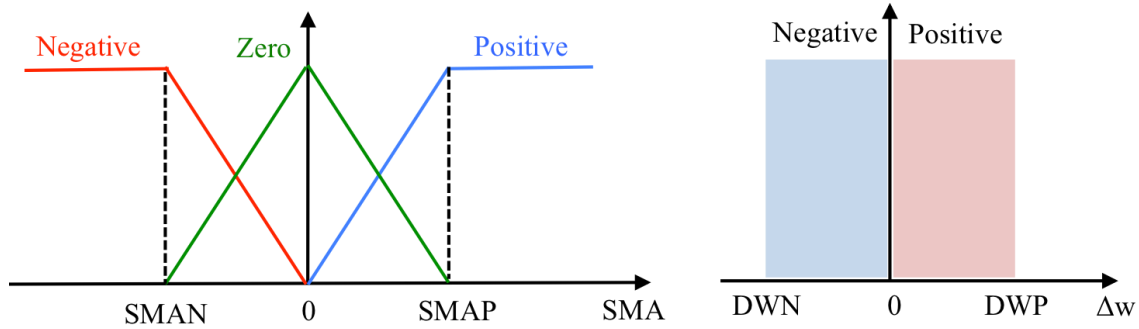 Negative
Zero
Positive
SMAN
0
SMAP
SMA
Negative
Positive
DWN
0
DWP
Δw